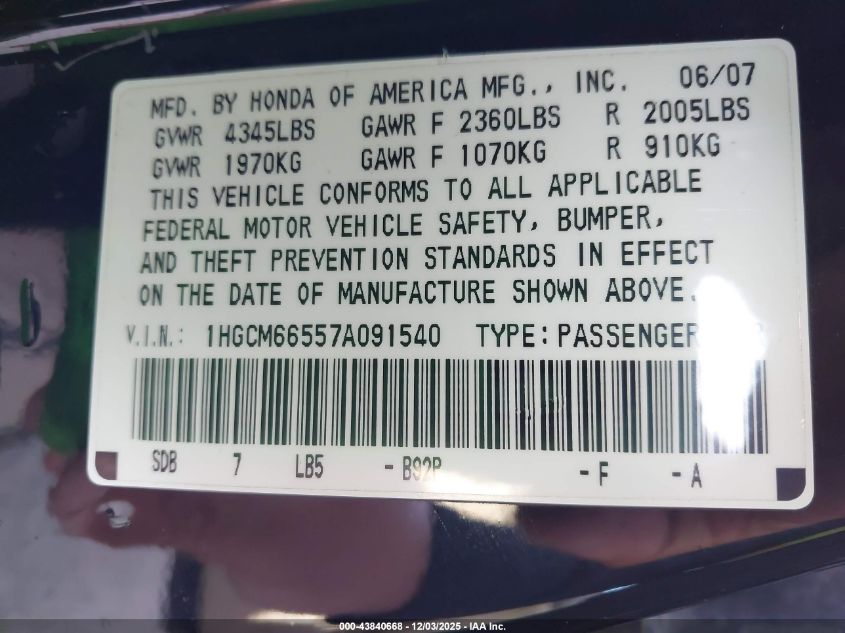 MFD. BY HONDA OF AMERICA MFG., INC. 06/07
GVWR 4345LBS GAWR F 2360LBS R 2005LBS
GVWR 1970KG GAWR F 1070KG R 910KG
THIS VEHICLE CONFORMS TO ALL APPLICABLE
FEDERAL MOTOR VEHICLE SAFETY, BUMPER,
AND THEFT PREVENTION STANDARDS IN EFFECT
ON THE DATE OF MANUFACTURE SHOWN ABOVE.
V.I.N.: 1HGCM66557A091540 TYPE: PASSENGER
SDB 7 LB5 -B92P -F -A
000-43840668 - 12/03/2025 - IAA Inc.